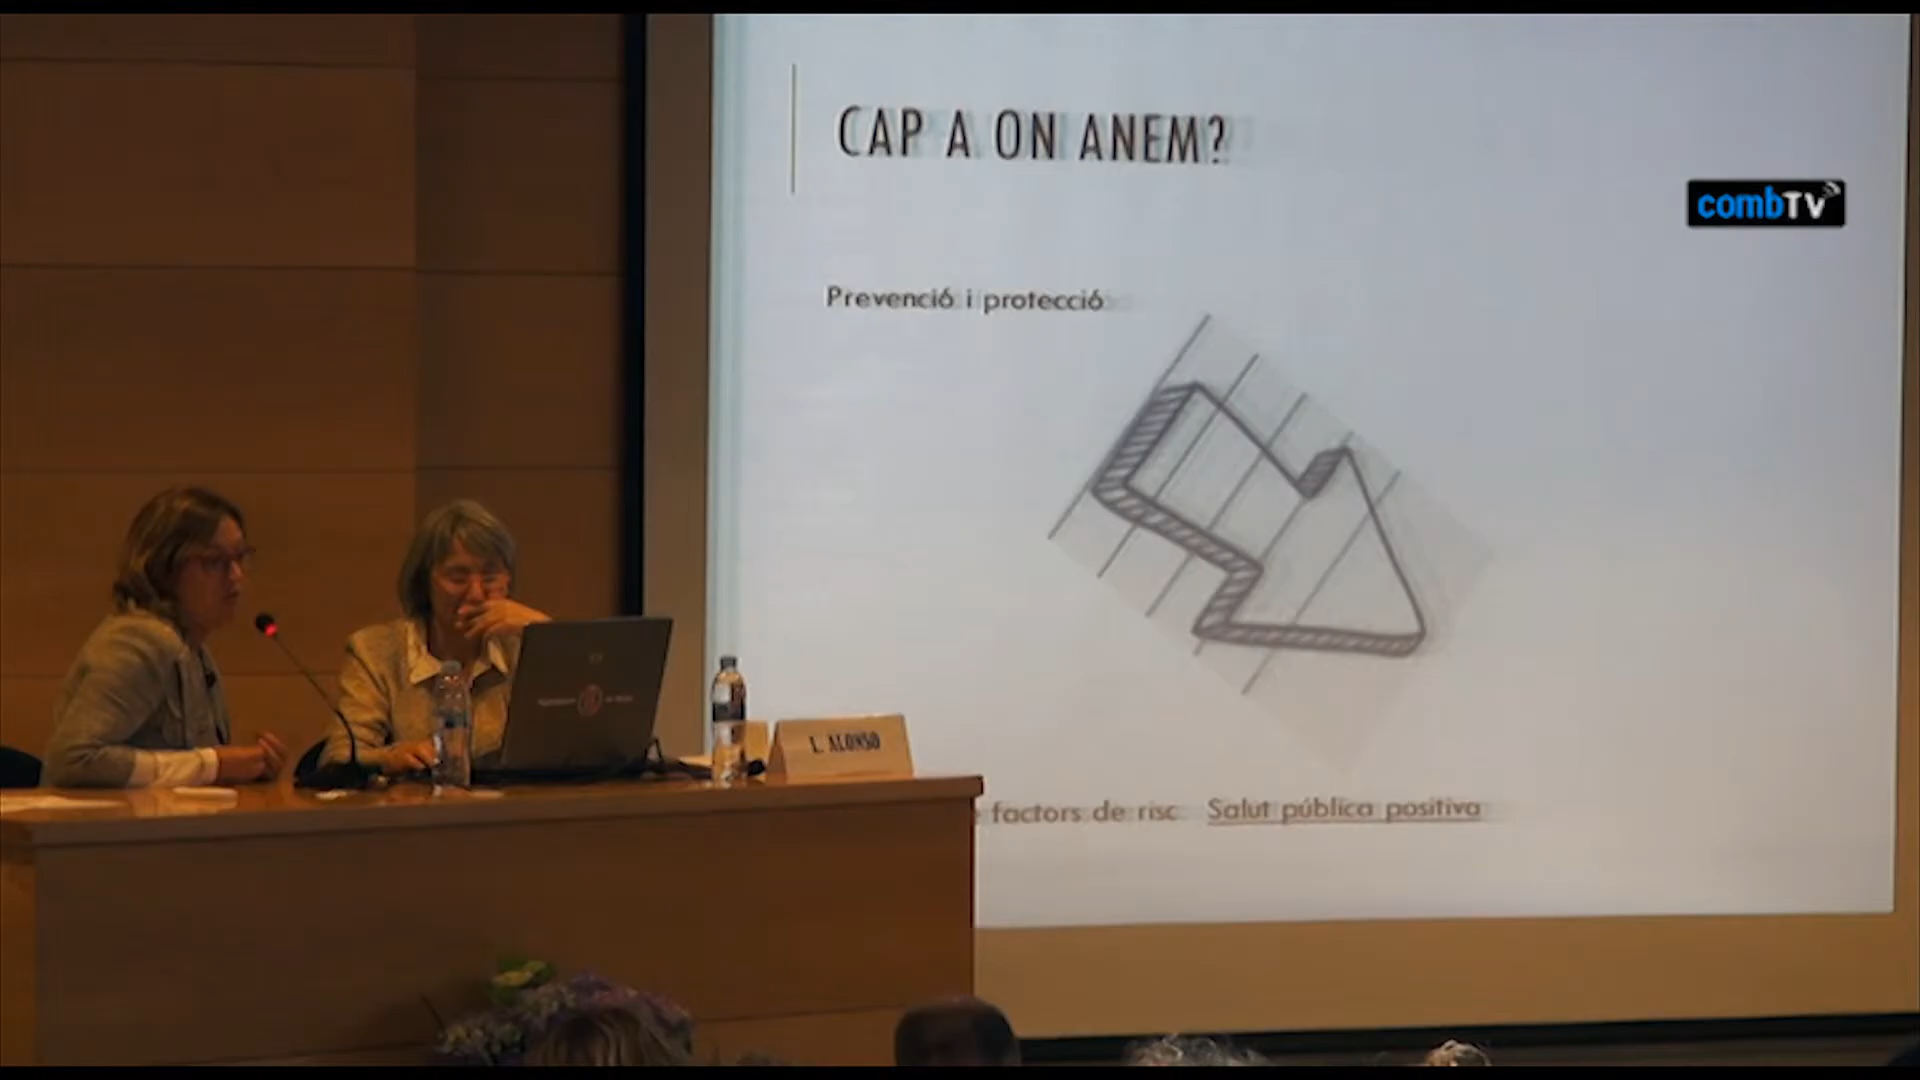 CAP A ON ANEM?
combTV
Prevenció i protecció
L. ALONSO
factors de risc Salut pública positiva